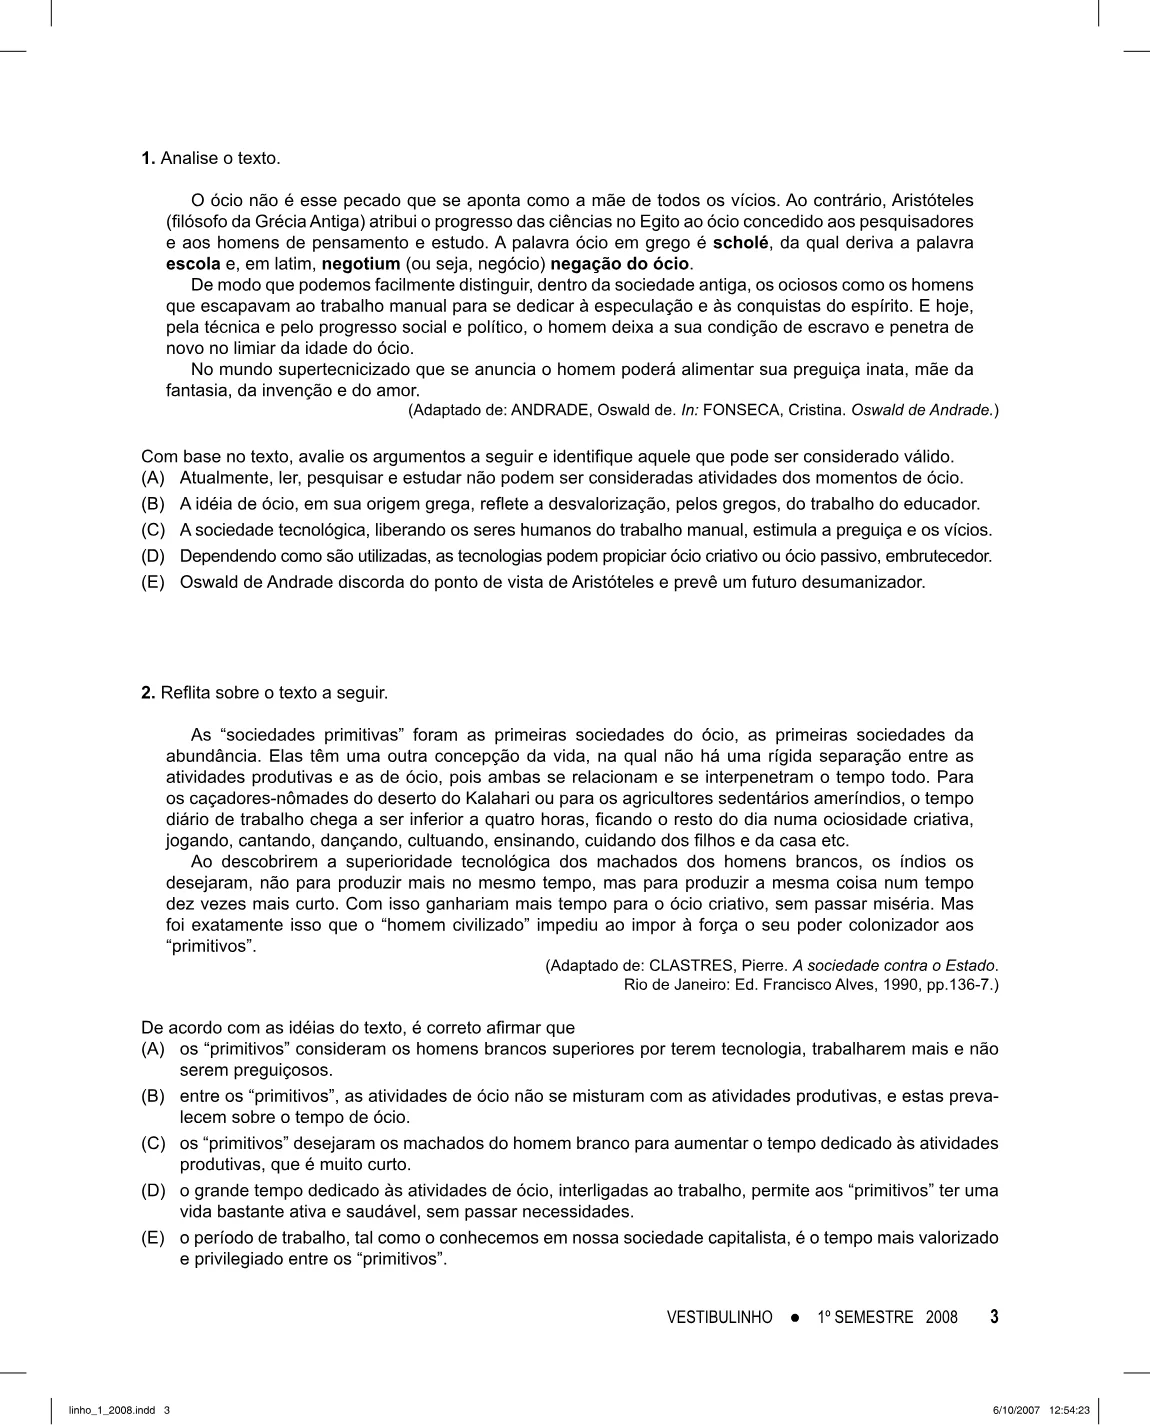 1. Analise o texto.
O ócio não é esse pecado que se aponta como a mãe de todos os vícios. Ao contrário, Aristóteles
(filósofo da Grécia Antiga) atribui o progresso das ciências no Egito ao ócio concedido aos pesquisadores
e aos homens de pensamento e estudo. A palavra ócio em grego é scholé, da qual deriva a palavra
escola e, em latim, negotium (ou seja, negócio) negação do ócio.
De modo que podemos facilmente distinguir, dentro da sociedade antiga, os ociosos como os homens
que escapavam ao trabalho manual para se dedicar à especulação e às conquistas do espírito. E hoje,
pela técnica e pelo progresso social e político, o homem deixa a sua condição de escravo e penetra de
novo no limiar da idade do ócio.
No mundo supertecnicizado que se anuncia o homem poderá alimentar sua preguiça inata, mãe da
fantasia, da invenção e do amor.
(Adaptado de: ANDRADE, Oswald de. In: FONSECA, Cristina. Oswald de Andrade.)
Com base no texto, avalie os argumentos a seguir e identifique aquele que pode ser considerado válido.
(A) Atualmente, ler, pesquisar e estudar não podem ser consideradas atividades dos momentos de ócio.
(B) A idéia de ócio, em sua origem grega, reflete a desvalorização, pelos gregos, do trabalho do educador.
(C) A sociedade tecnológica, liberando os seres humanos do trabalho manual, estimula a preguiça e os vícios.
(D) Dependendo como são utilizadas, as tecnologias podem propiciar ócio criativo ou ócio passivo, embrutecedor.
(E) Oswald de Andrade discorda do ponto de vista de Aristóteles e prevê um futuro desumanizador.
2. Reflita sobre o texto a seguir.
As “sociedades primitivas” foram as primeiras sociedades do ócio, as primeiras sociedades da
abundância. Elas têm uma outra concepção da vida, na qual não há uma rígida separação entre as
atividades produtivas e as de ócio, pois ambas se relacionam e se interpenetram o tempo todo. Para
os caçadores-nômades do deserto do Kalahari ou para os agricultores sedentários ameríndios, o tempo
diário de trabalho chega a ser inferior a quatro horas, ficando o resto do dia numa ociosidade criativa,
jogando, cantando, dançando, cultuando, ensinando, cuidando dos filhos e da casa etc.
Ao descobrirem a superioridade tecnológica dos machados dos homens brancos, os índios os
desejaram, não para produzir mais no mesmo tempo, mas para produzir a mesma coisa num tempo
dez vezes mais curto. Com isso ganhariam mais tempo para o ócio criativo, sem passar miséria. Mas
foi exatamente isso que o “homem civilizado” impediu ao impor à força o seu poder colonizador aos
“primitivos”.
(Adaptado de: CLASTRES, Pierre. A sociedade contra o Estado.
Rio de Janeiro: Ed. Francisco Alves, 1990, pp.136-7.)
De acordo com as idéias do texto, é correto afirmar que
(A) os “primitivos” consideram os homens brancos superiores por terem tecnologia, trabalharem mais e não
serem preguiçosos.
(B) entre os “primitivos”, as atividades de ócio não se misturam com as atividades produtivas, e estas preva-
lecem sobre o tempo de ócio.
(C) os “primitivos” desejaram os machados do homem branco para aumentar o tempo dedicado às atividades
produtivas, que é muito curto.
(D) o grande tempo dedicado às atividades de ócio, interligadas ao trabalho, permite aos “primitivos” ter uma
vida bastante ativa e saudável, sem passar necessidades.
(E) o período de trabalho, tal como o conhecemos em nossa sociedade capitalista, é o tempo mais valorizado
e privilegiado entre os “primitivos”.
VESTIBULINHO ● 1º SEMESTRE 2008 3
linho_1_2008.indd 3 6/10/2007 12:54:23